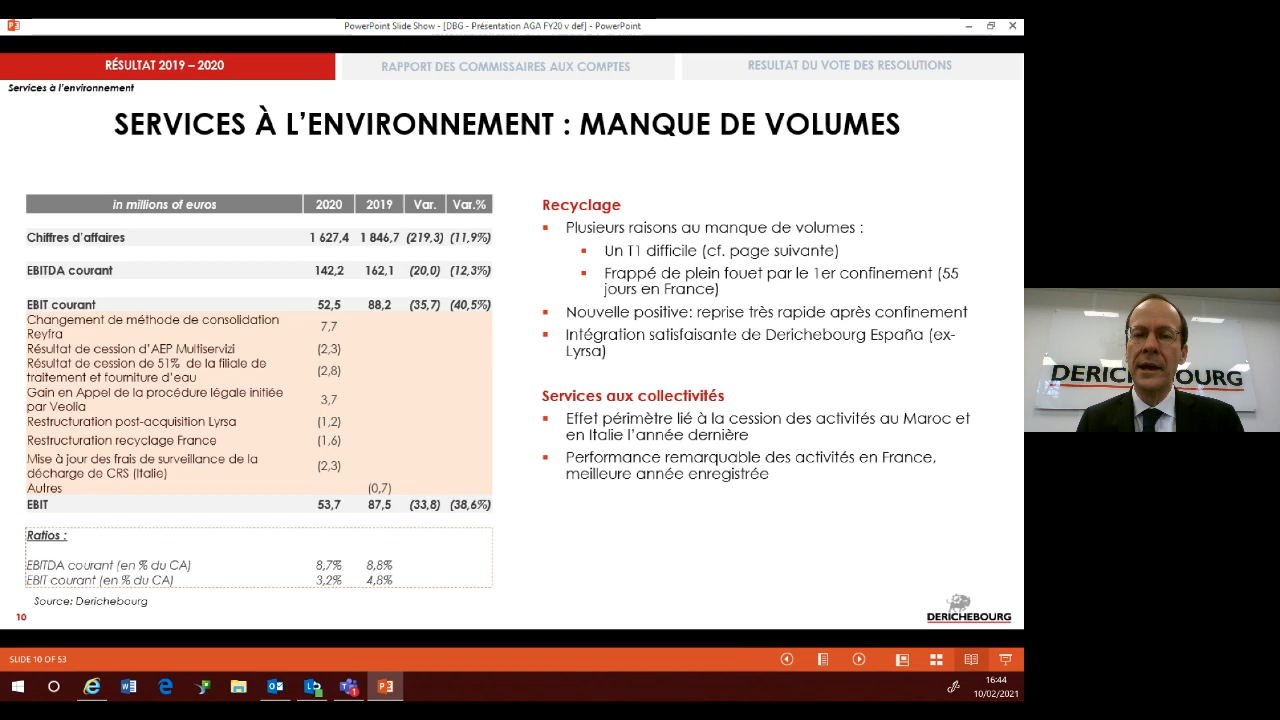 PowerPoint Slide Show - [DBG - Présentation AGA FY20 v def] - PowerPoint
RÉSULTAT 2019 – 2020
RAPPORT DES COMMISSAIRES AUX COMPTES
RESULTAT DU VOTE DES RESOLUTIONS
Services à l'environnement
SERVICES À L'ENVIRONNEMENT : MANQUE DE VOLUMES
in millions of euros 2020 2019 Var. Var.%
Chiffres d'affaires 1 627,4 1 846,7 (219,3) (11,9%)
EBITDA courant 142,2 162,1 (20,0) (12,3%)
EBIT courant 52,5 88,2 (35,7) (40,5%)
Changement de méthode de consolidation
Reyfra 7,7
Résultat de cession d'AEP Multiservizi (2,3)
Résultat de cession de 51% de la filiale de
traitement et fourniture d'eau (2,8)
Gain en Appel de la procédure légale initiée
par Veolia 3,7
Restructuration post-acquisition Lyrsa (1,2)
Restructuration recyclage France (1,6)
Mise à jour des frais de surveillance de la
décharge de CRS (Italie) (2,3)
Autres (0,7)
EBIT 53,7 87,5 (33,8) (38,6%)
Ratios :
EBITDA courant (en % du CA) 8,7% 8,8%
EBIT courant (en % du CA) 3,2% 4,8%
Source: Derichebourg
10
Recyclage
Plusieurs raisons au manque de volumes :
Un T1 difficile (cf. page suivante)
Frappé de plein fouet par le 1er confinement (55
jours en France)
Nouvelle positive: reprise très rapide après confinement
Intégration satisfaisante de Derichebourg España (ex-
Lyrsa)
Services aux collectivités
Effet périmètre lié à la cession des activités au Maroc et
en Italie l'année dernière
Performance remarquable des activités en France,
meilleure année enregistrée
DERICHEBOURG
DERICHEBOURG
SLIDE 10 OF 53
16:44
10/02/2021